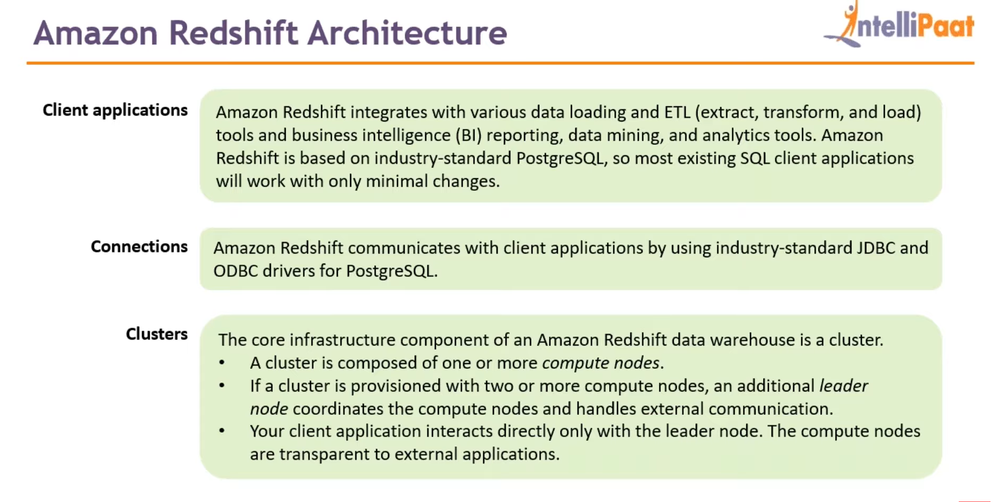 Amazon Redshift Architecture
IntelliPaat
Client applications
Amazon Redshift integrates with various data loading and ETL (extract, transform, and load)
tools and business intelligence (BI) reporting, data mining, and analytics tools. Amazon
Redshift is based on industry-standard PostgreSQL, so most existing SQL client applications
will work with only minimal changes.
Connections
Amazon Redshift communicates with client applications by using industry-standard JDBC and
ODBC drivers for PostgreSQL.
Clusters
The core infrastructure component of an Amazon Redshift data warehouse is a cluster.
• A cluster is composed of one or more compute nodes.
• If a cluster is provisioned with two or more compute nodes, an additional leader
node coordinates the compute nodes and handles external communication.
• Your client application interacts directly only with the leader node. The compute nodes
are transparent to external applications.